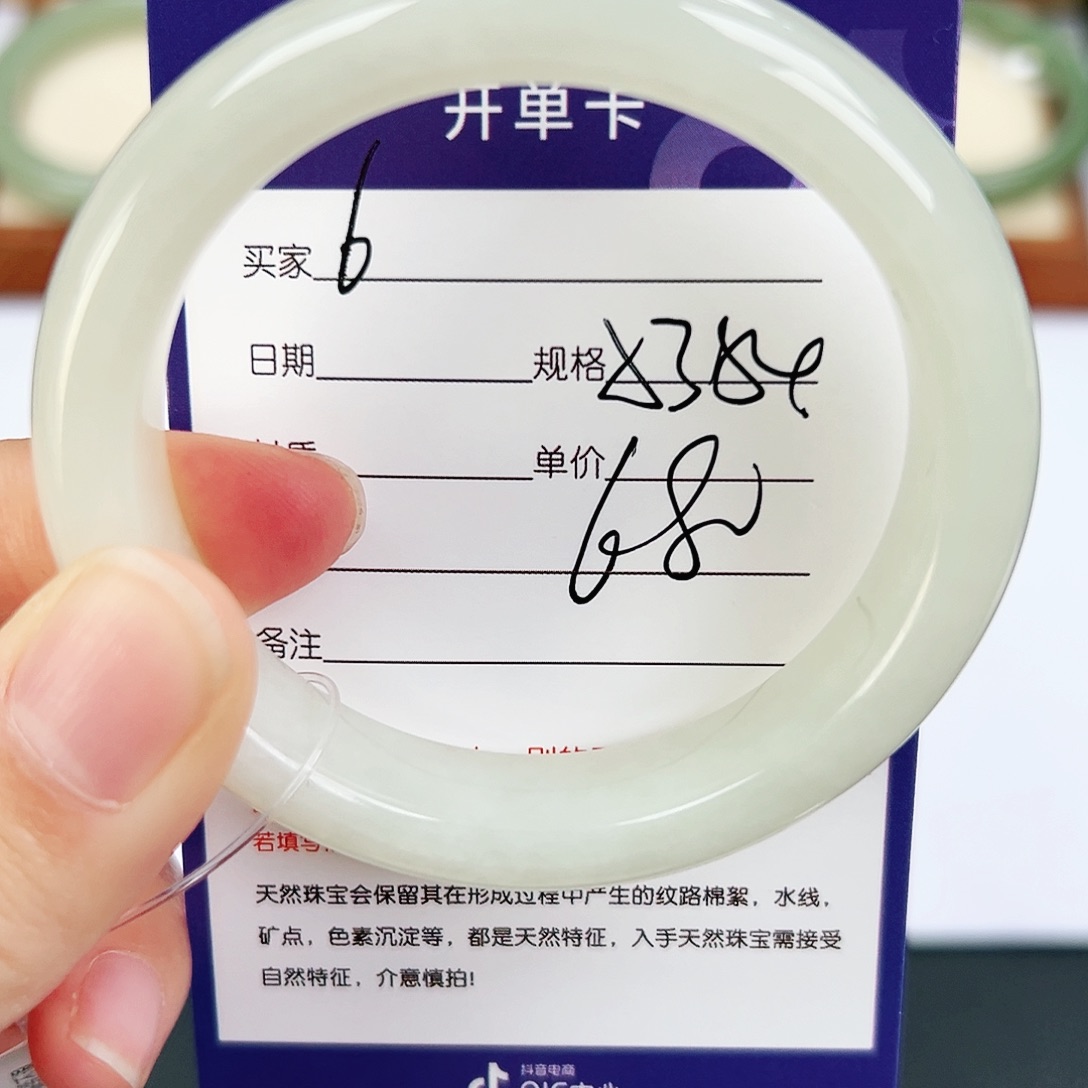 开单卡
买家 6
日期 规格
单价 68
备注
若填写
天然珠宝会保留其在形成过程中产生的纹路棉絮，水线，
矿点，色素沉淀等，都是天然特征，入手天然珠宝需接受
自然特征，介意慎拍!
抖音电商